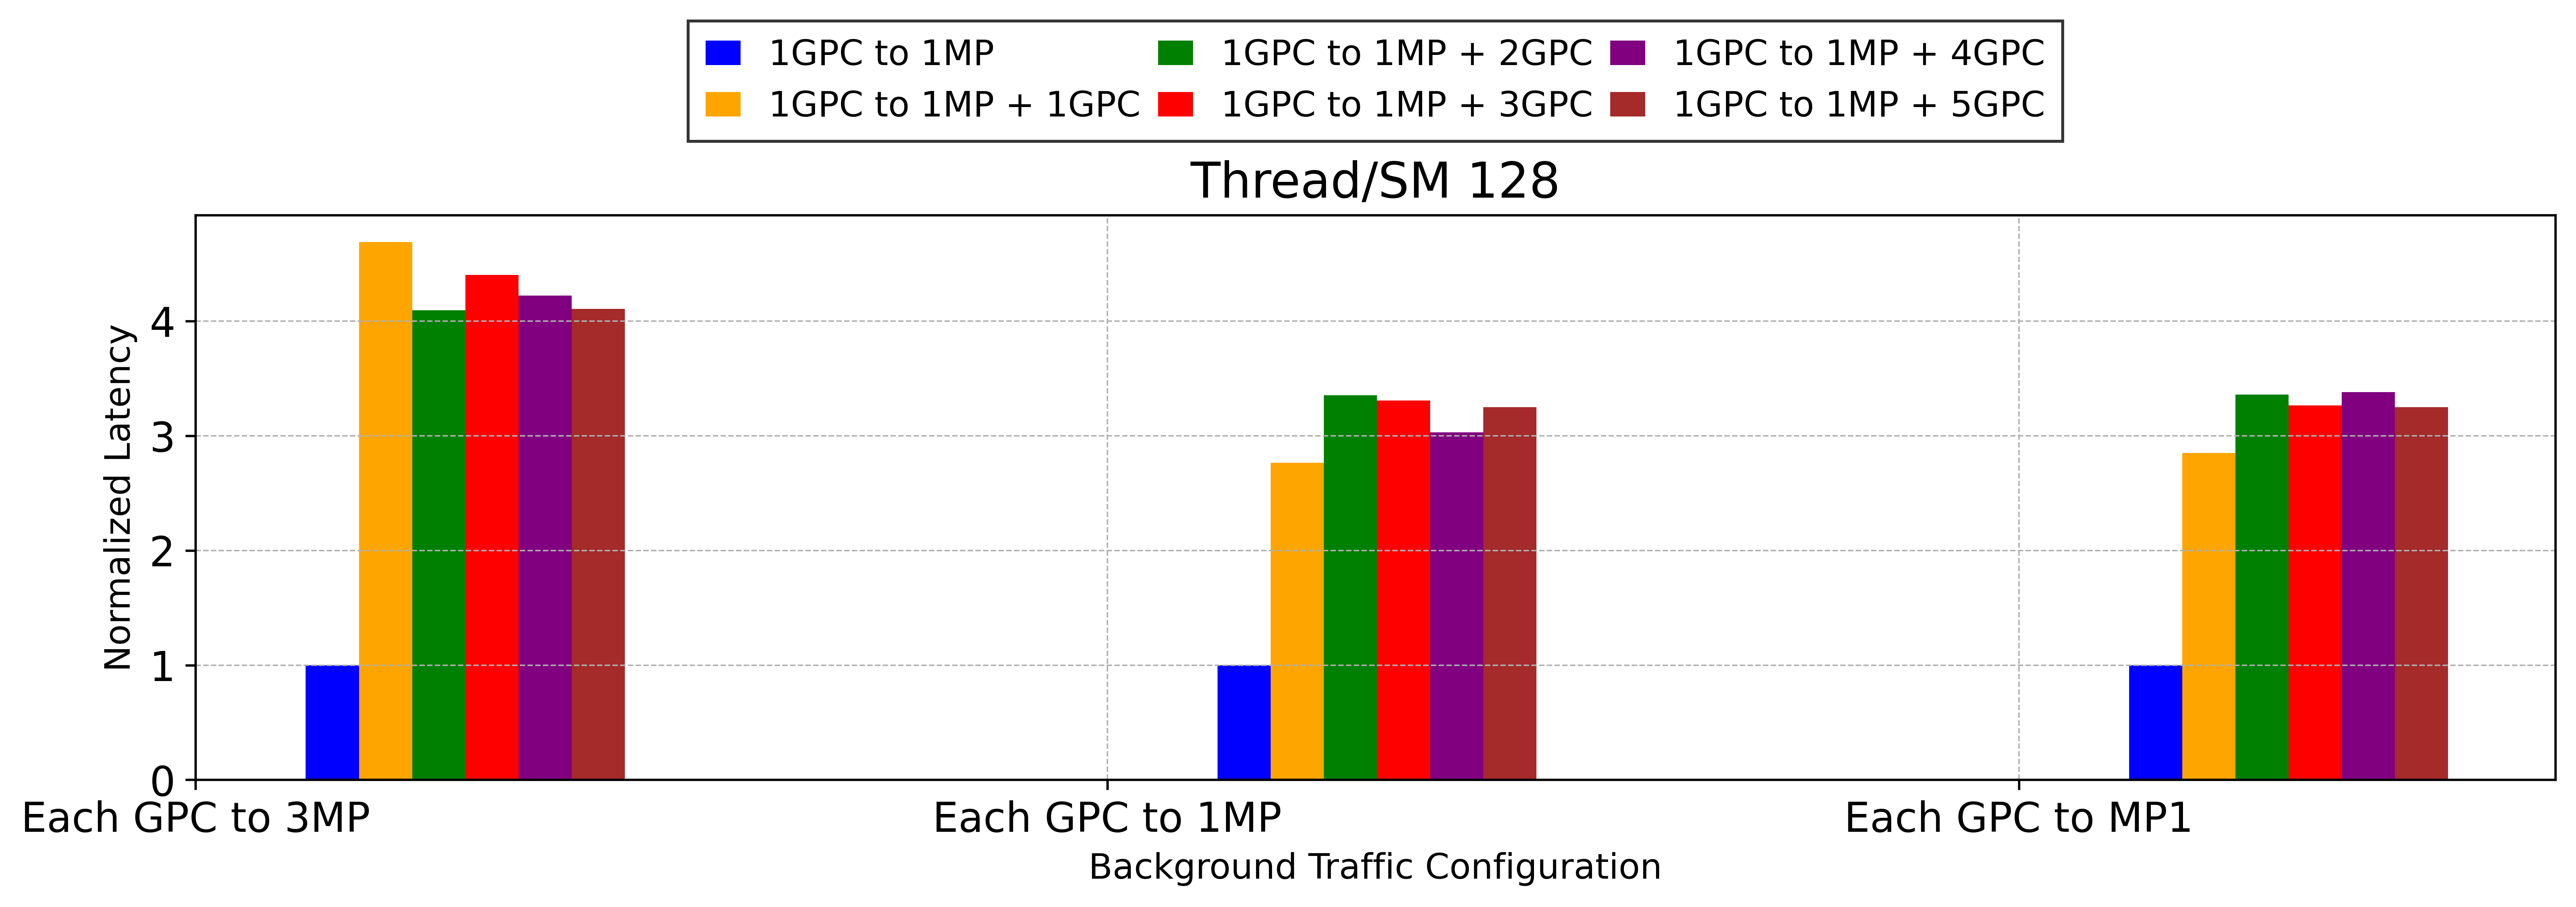 1GPC to 1MP 1GPC to 1MP + 2GPC 1GPC to 1MP + 4GPC
1GPC to 1MP + 1GPC 1GPC to 1MP + 3GPC 1GPC to 1MP + 5GPC
Thread/SM 128
Normalized Latency
4
3
2
1
0
Each GPC to 3MP Each GPC to 1MP Each GPC to MP1
Background Traffic Configuration